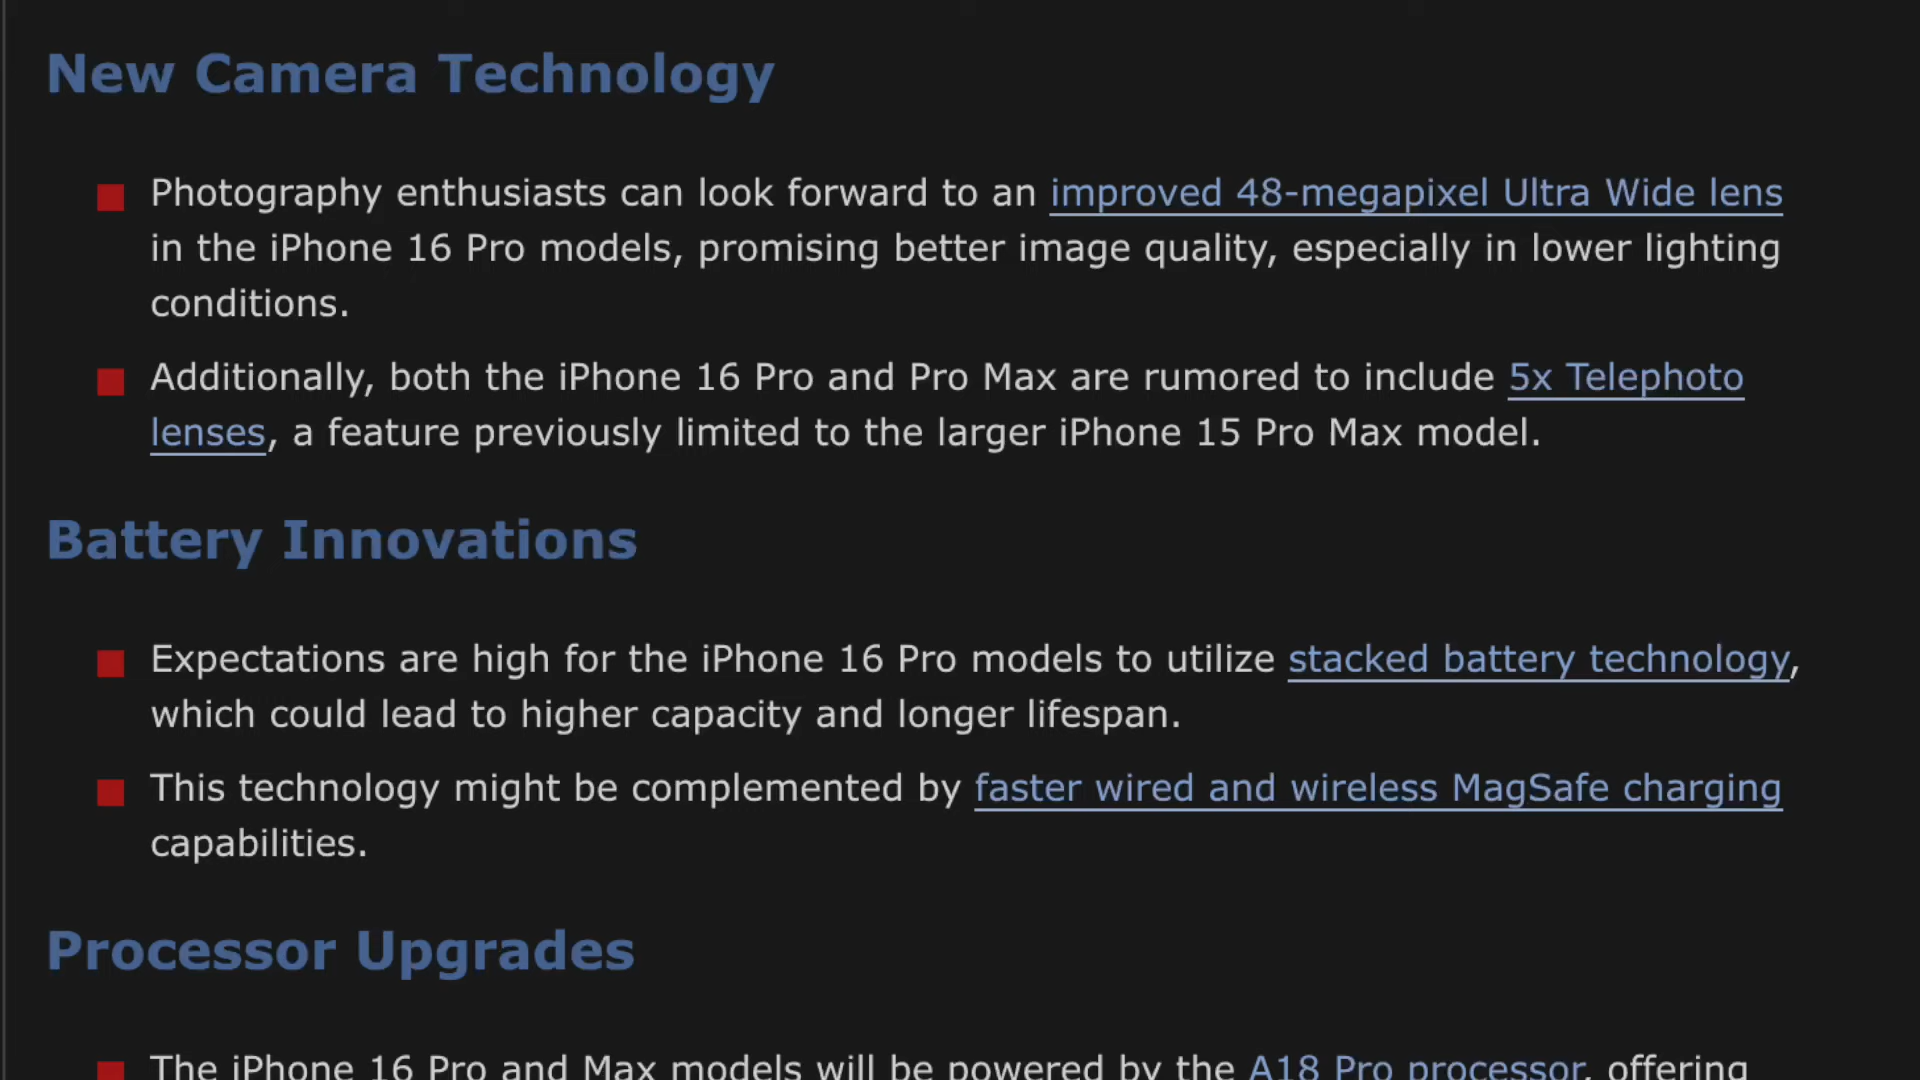 New Camera Technology
Photography enthusiasts can look forward to an improved 48-megapixel Ultra Wide lens
in the iPhone 16 Pro models, promising better image quality, especially in lower lighting
conditions.
Additionally, both the iPhone 16 Pro and Pro Max are rumored to include 5x Telephoto
lenses, a feature previously limited to the larger iPhone 15 Pro Max model.
Battery Innovations
Expectations are high for the iPhone 16 Pro models to utilize stacked battery technology,
which could lead to higher capacity and longer lifespan.
This technology might be complemented by faster wired and wireless MagSafe charging
capabilities.
Processor Upgrades
The iPhone 16 Pro and Max models will be powered by the A18 Pro processor, offering